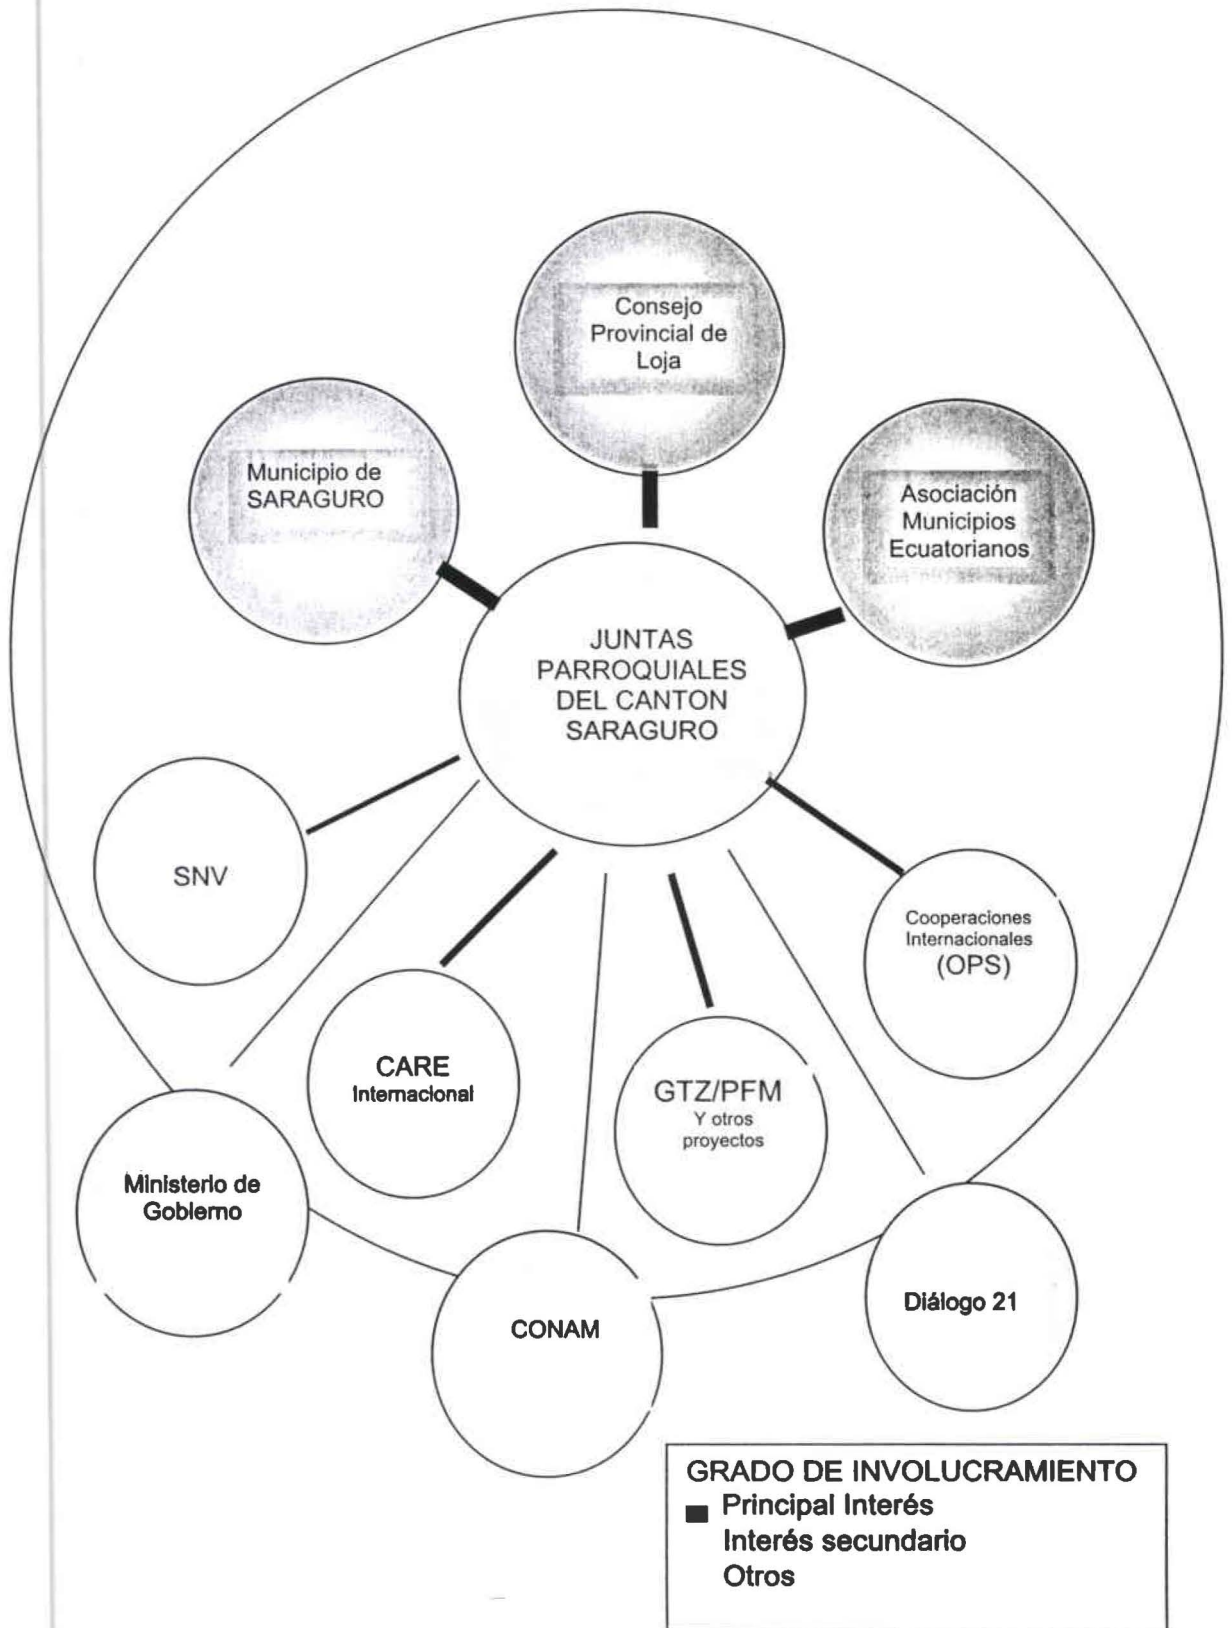 Consejo
Provincial de
Loja
Municipio de
SARAGURO
Asociación
Municipios
Ecuatorianos
JUNTAS
PARROQUIALES
DEL CANTON
SARAGURO
SNV
Cooperaciones
Internacionales
(OPS)
CARE
Internacional
GTZ/PFM
Y otros
proyectos
Ministerio de
Gobierno
CONAM
Diálogo 21
GRADO DE INVOLUCRAMIENTO
Principal Interés
Interés secundario
Otros